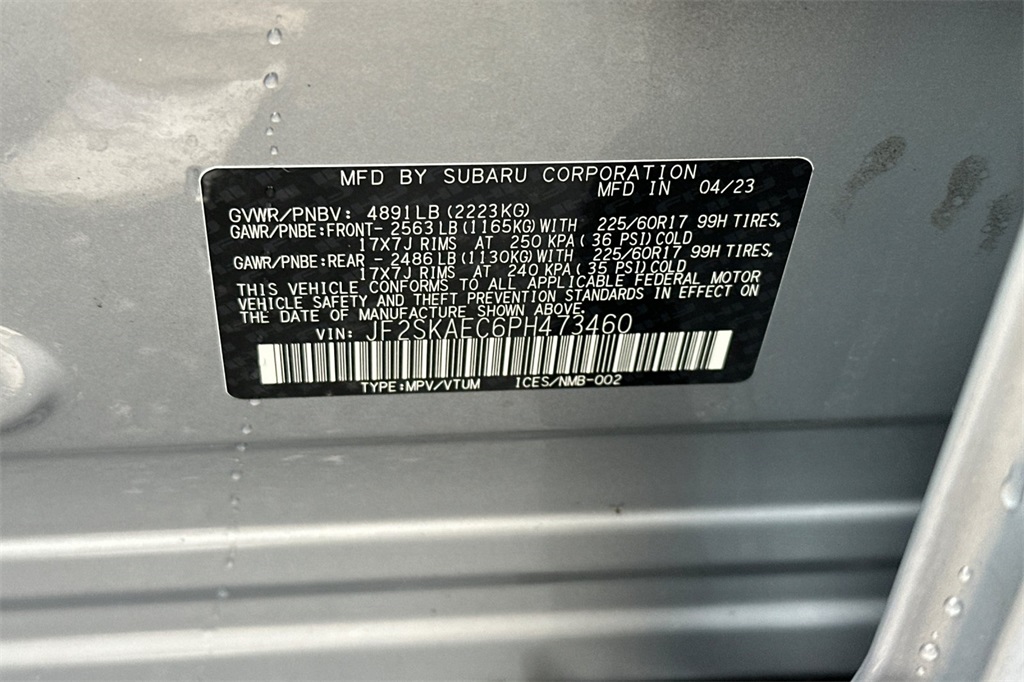 MFD BY SUBARU CORPORATION
MFD IN 04/23
GVWR/PNBV: 4891LB (2223KG)
GAWR/PNBE:FRONT- 2563LB (1165KG) WITH 225/60R17 99H TIRES,
17X7J RIMS AT 250 KPA (36 PSI) COLD
GAWR/PNBE:REAR - 2486LB (1130KG) WITH 225/60R17 99H TIRES,
17X7J RIMS AT 240 KPA (35 PSI) COLD
THIS VEHICLE CONFORMS TO ALL APPLICABLE FEDERAL MOTOR
VEHICLE SAFETY AND THEFT PREVENTION STANDARDS IN EFFECT ON
THE DATE OF MANUFACTURE SHOWN ABOVE.
VIN: JF2SKAEC6PH473460
TYPE:MPV/VTUM ICES/NMB-002